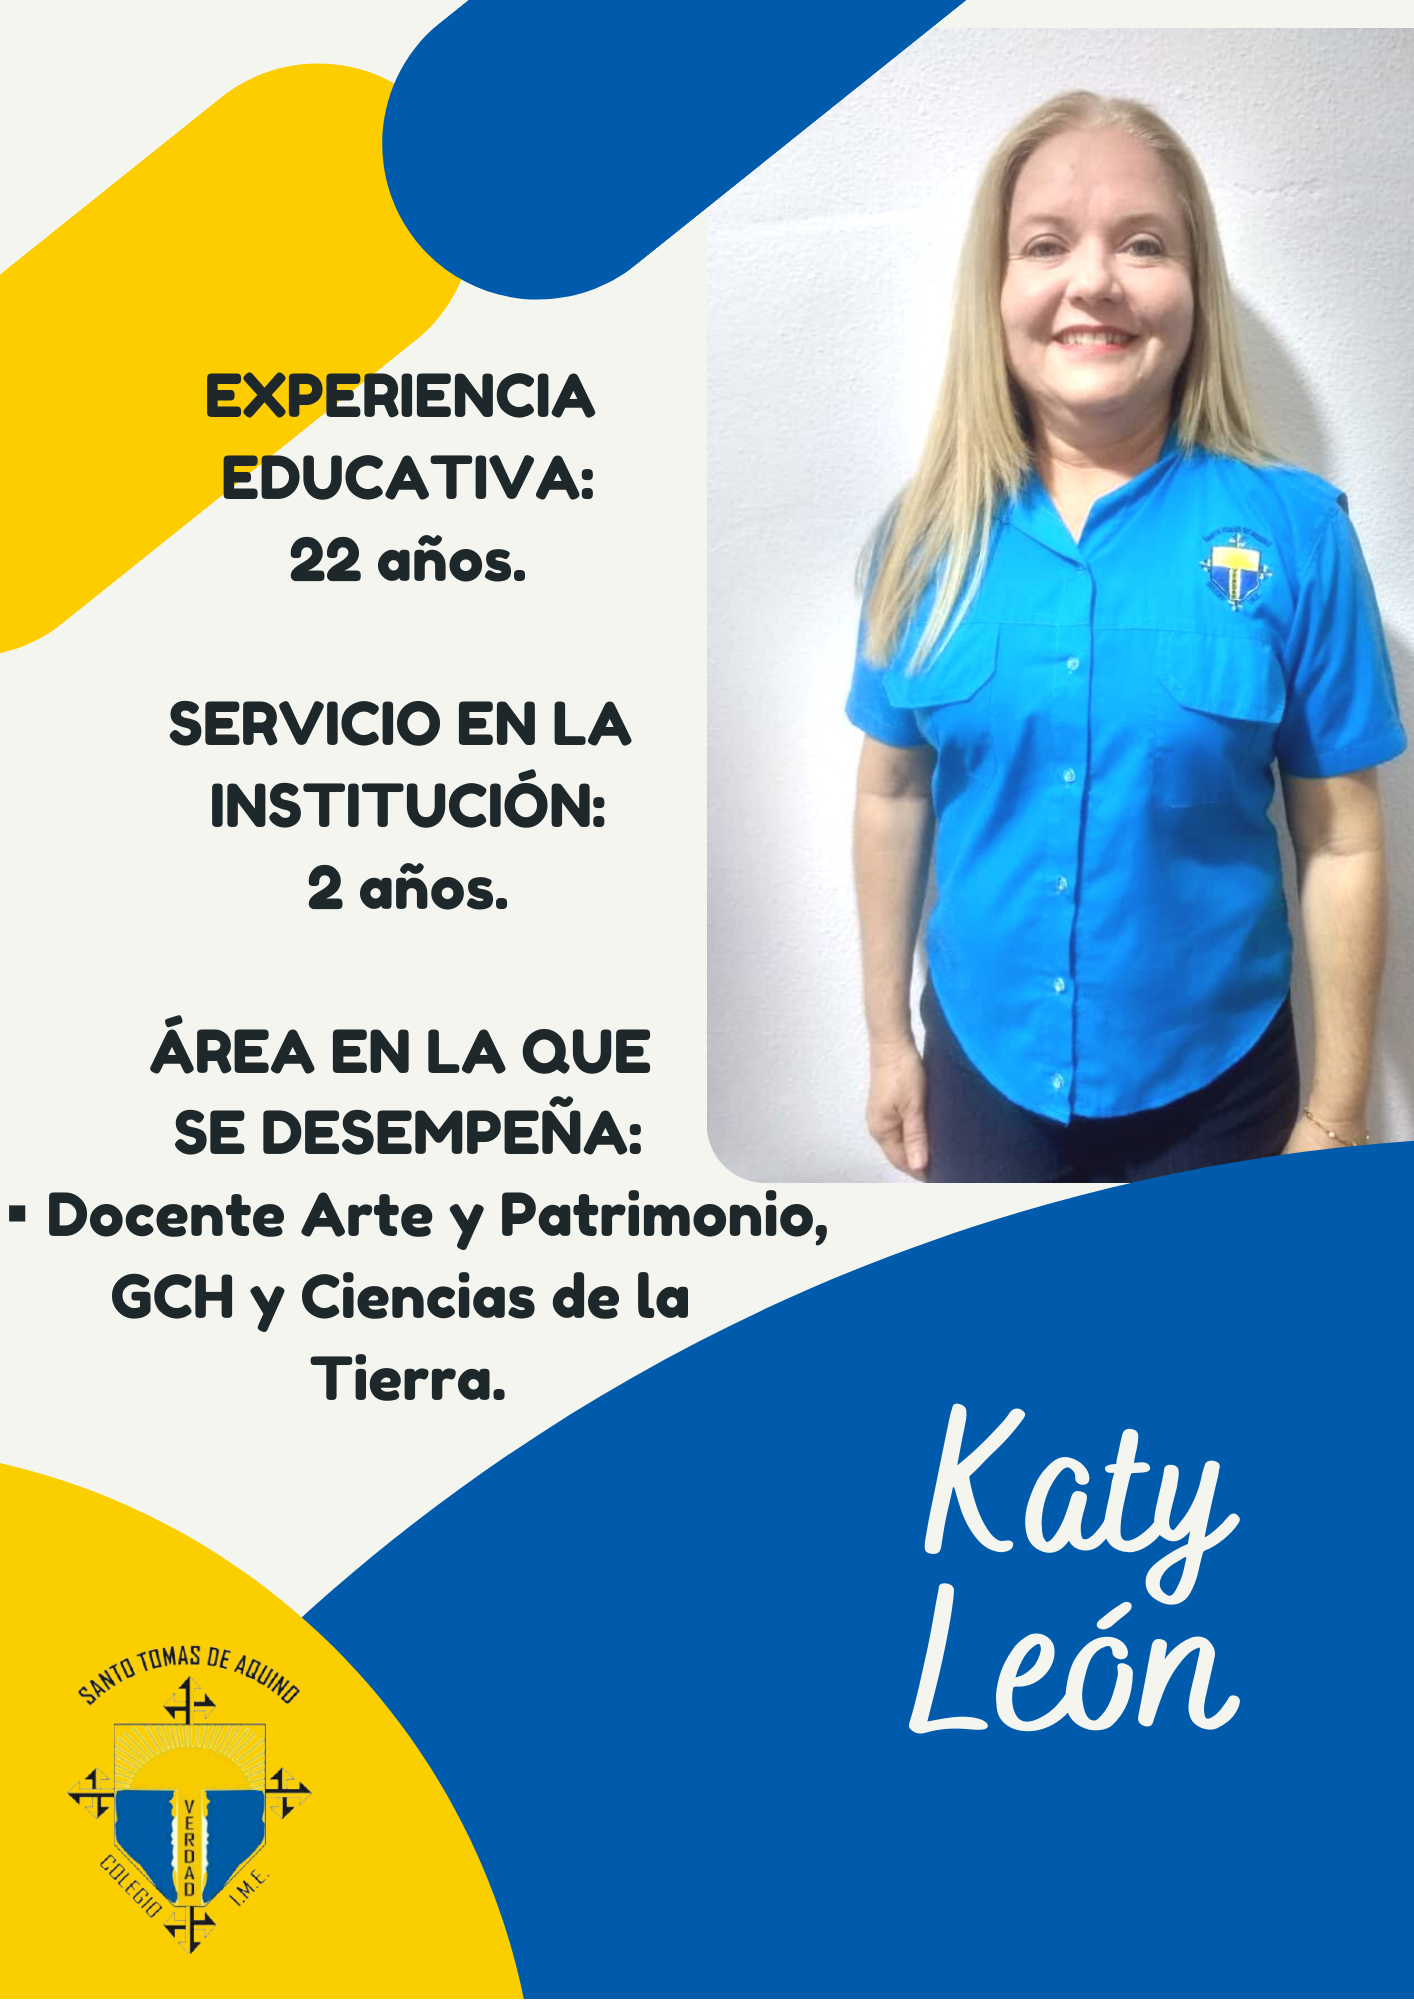 EXPERIENCIA
EDUCATIVA:
22 años.
SERVICIO EN LA
INSTITUCIÓN:
2 años.
ÁREA EN LA QUE
SE DESEMPEÑA:
▪ Docente Arte y Patrimonio,
GCH y Ciencias de la
Tierra.
Katy
León
SANTO TOMAS DE AQUINO
VERDAD
COLEGIO I.M.E.